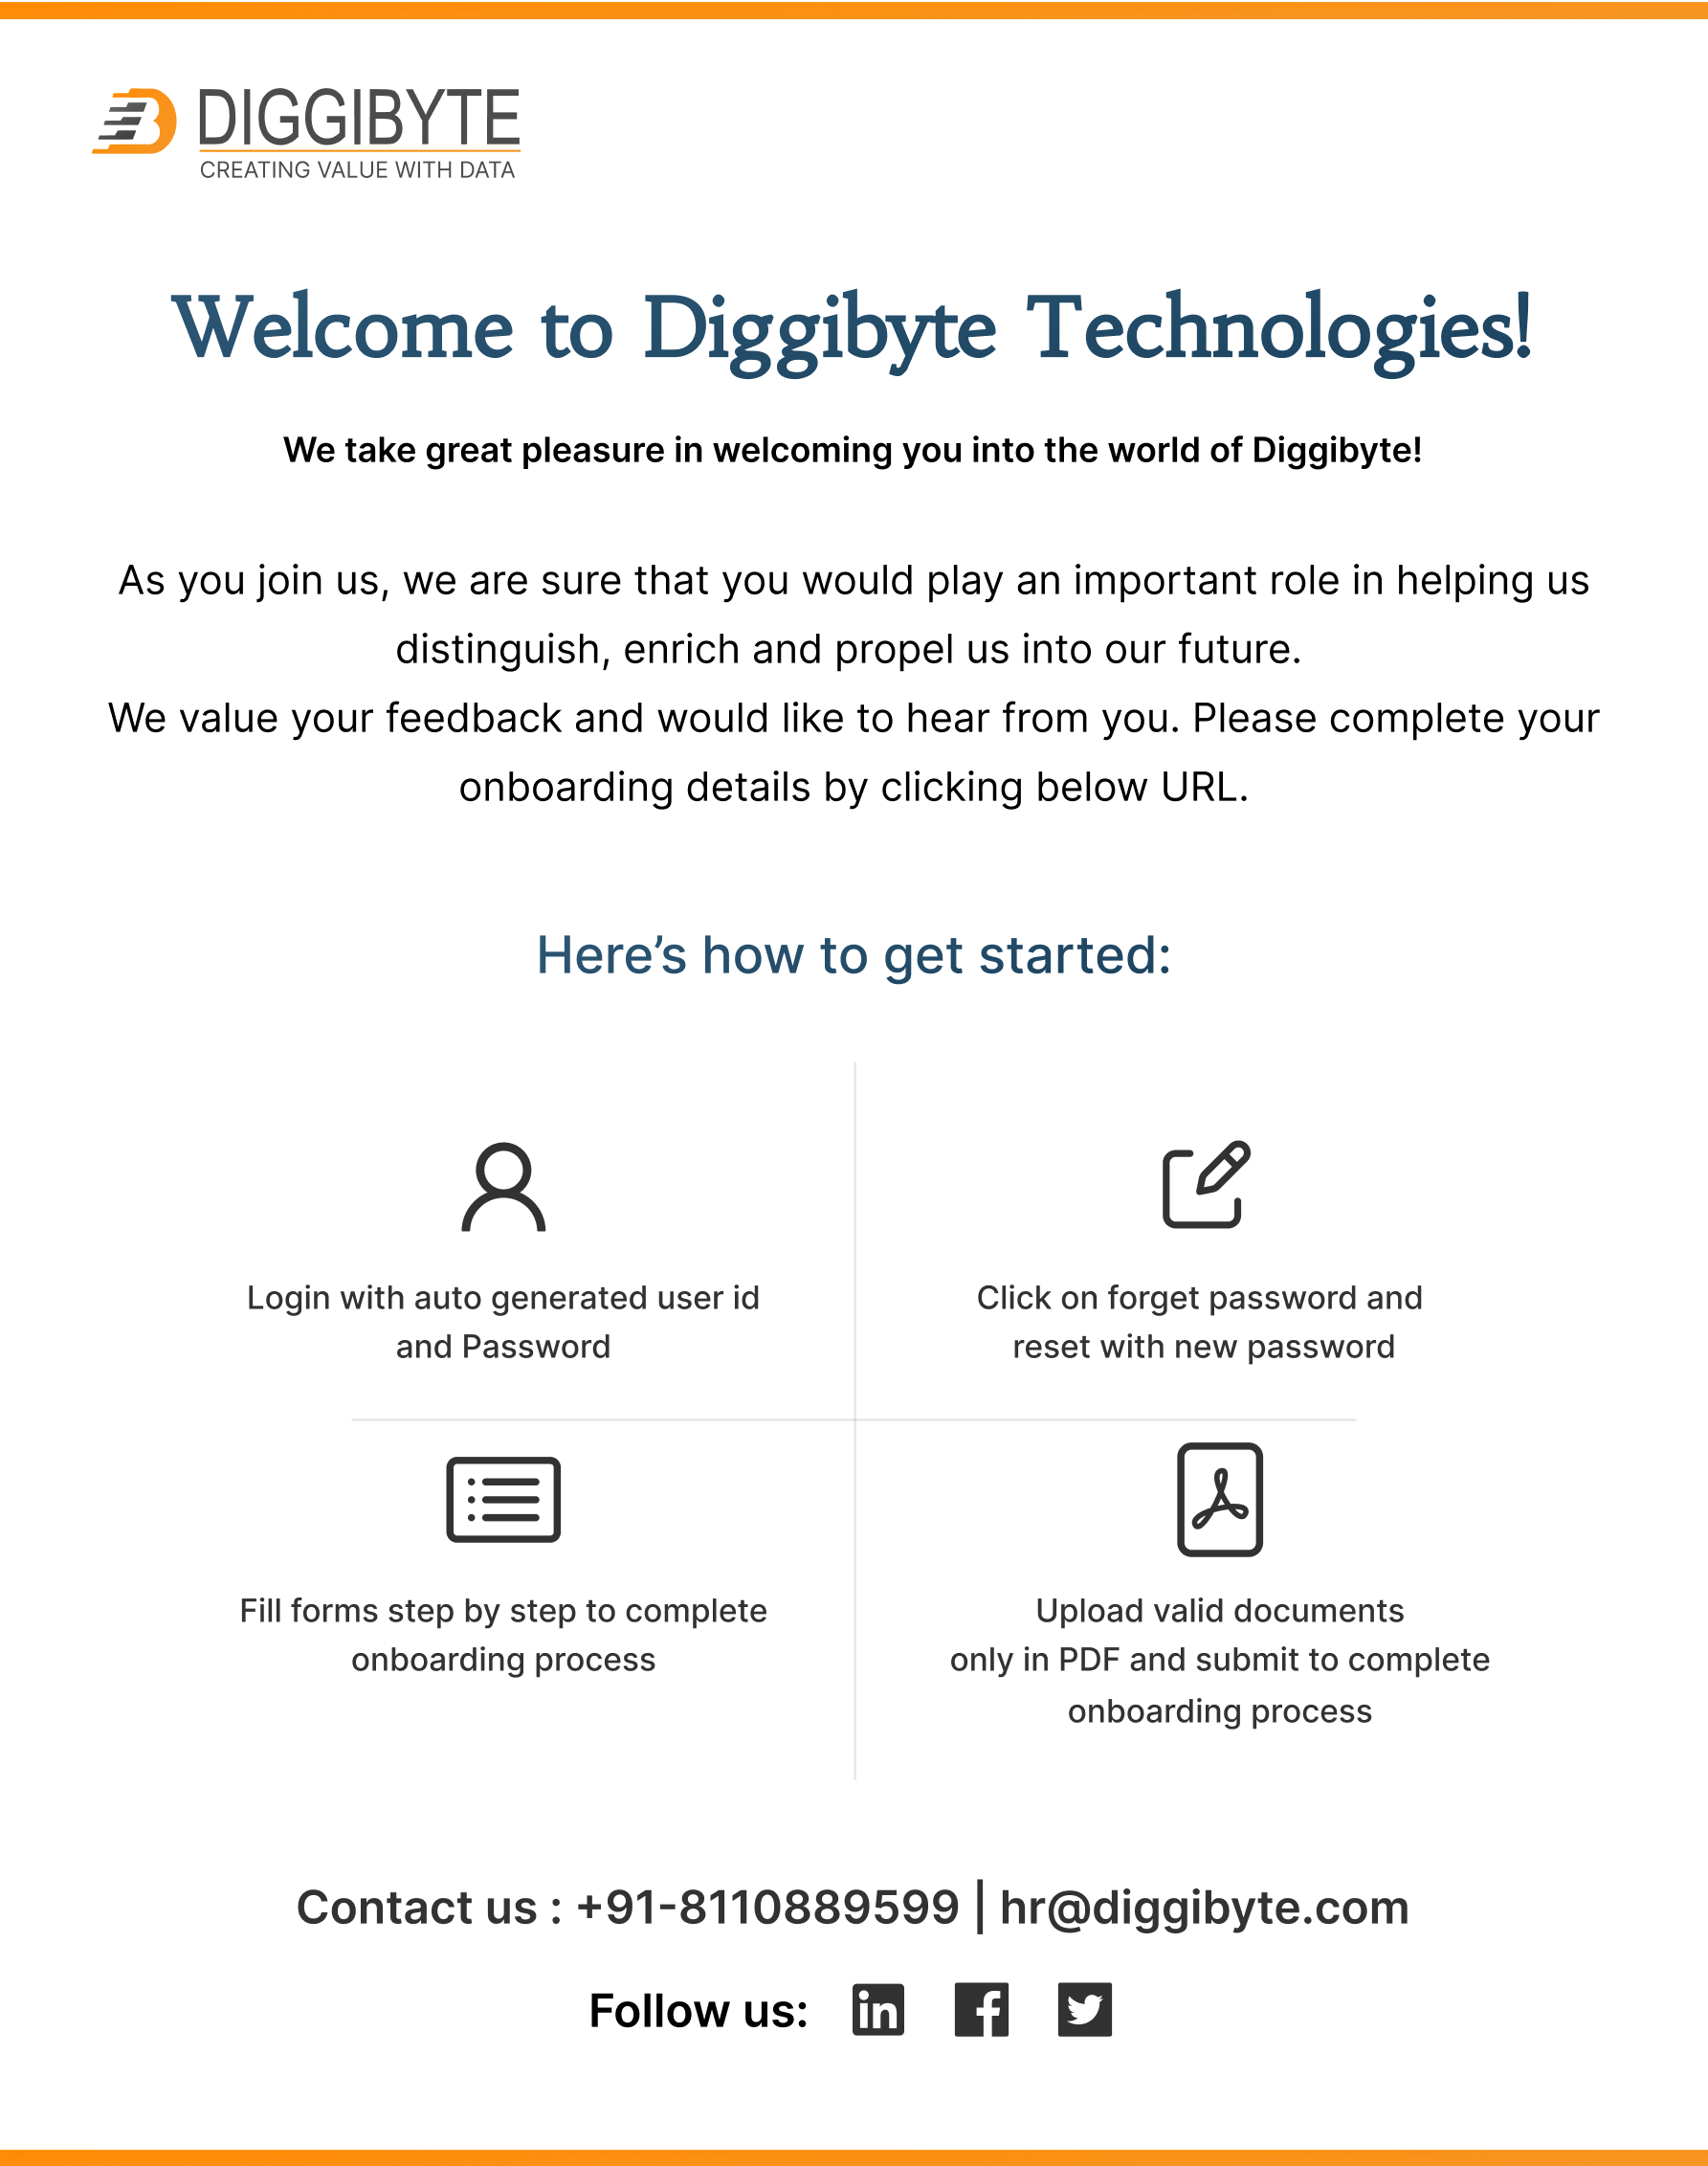 DIGGIBYTE
CREATING VALUE WITH DATA
Welcome to Diggibyte Technologies!
We take great pleasure in welcoming you into the world of Diggibyte!
As you join us, we are sure that you would play an important role in helping us
distinguish, enrich and propel us into our future.
We value your feedback and would like to hear from you. Please complete your
onboarding details by clicking below URL.
Here’s how to get started:
Login with auto generated user id
and Password
Click on forget password and
reset with new password
Fill forms step by step to complete
onboarding process
Upload valid documents
only in PDF and submit to complete
onboarding process
Contact us : +91-8110889599 | hr@diggibyte.com
Follow us: